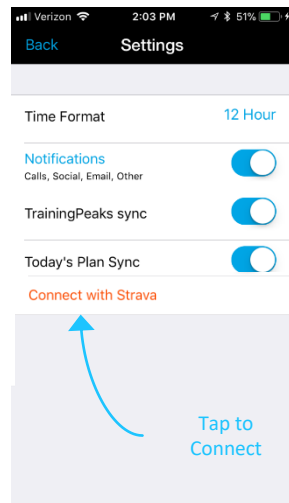 Verizon 2:03 PM 51%
Back Settings
Time Format 12 Hour
Notifications
Calls, Social, Email, Other
TrainingPeaks sync
Today's Plan Sync
Connect with Strava
Tap to
Connect